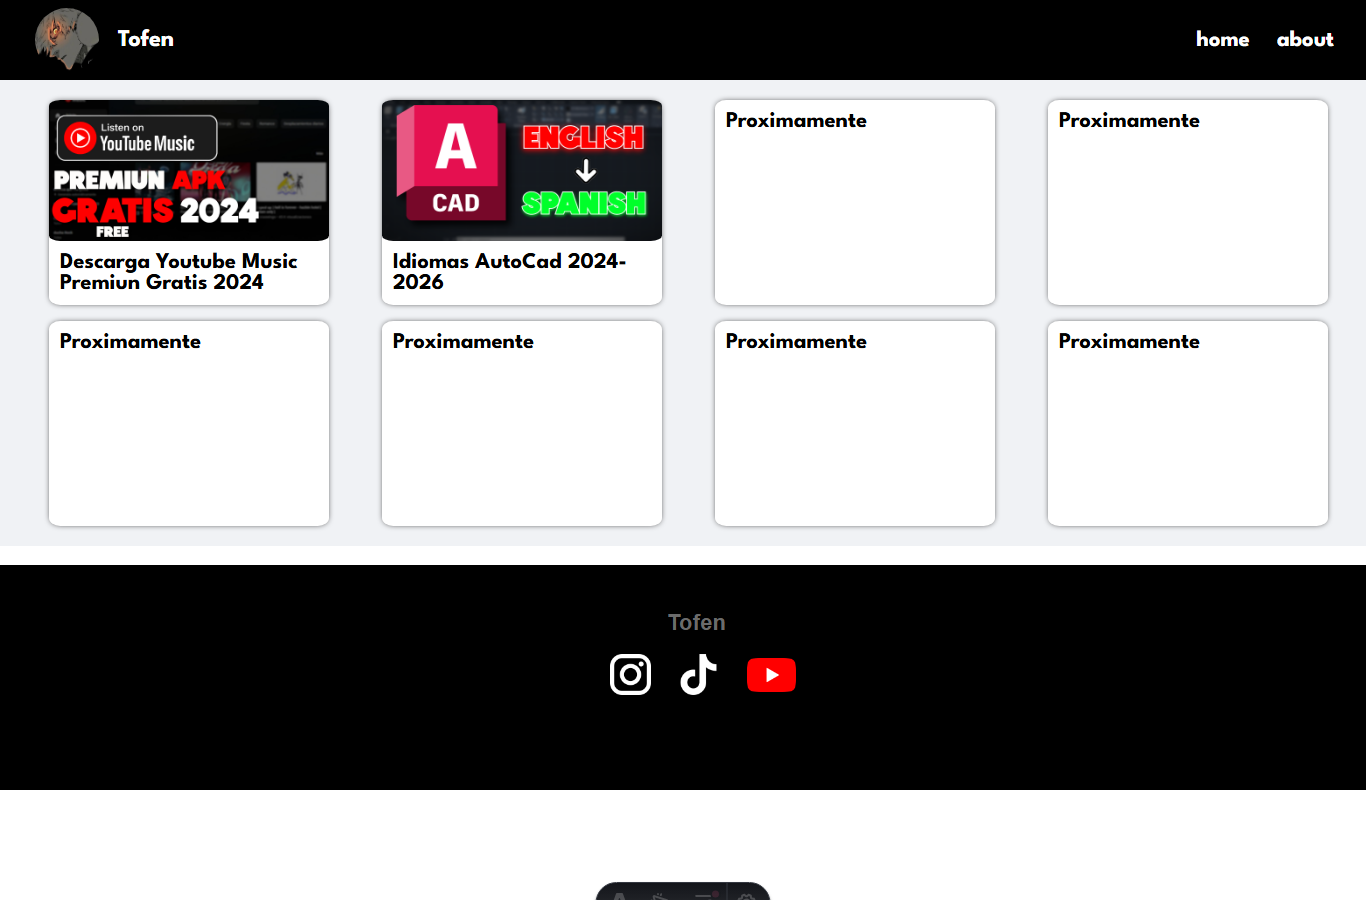 Tofen
home about
Listen on
YouTube Music
PREMIUN APK
GRATIS 2024
FREE
Descarga Youtube Music
Premiun Gratis 2024
A
CAD
ENGLISH
SPANISH
Idiomas AutoCad 2024-
2026
Proximamente
Proximamente
Proximamente
Proximamente
Proximamente
Proximamente
Tofen